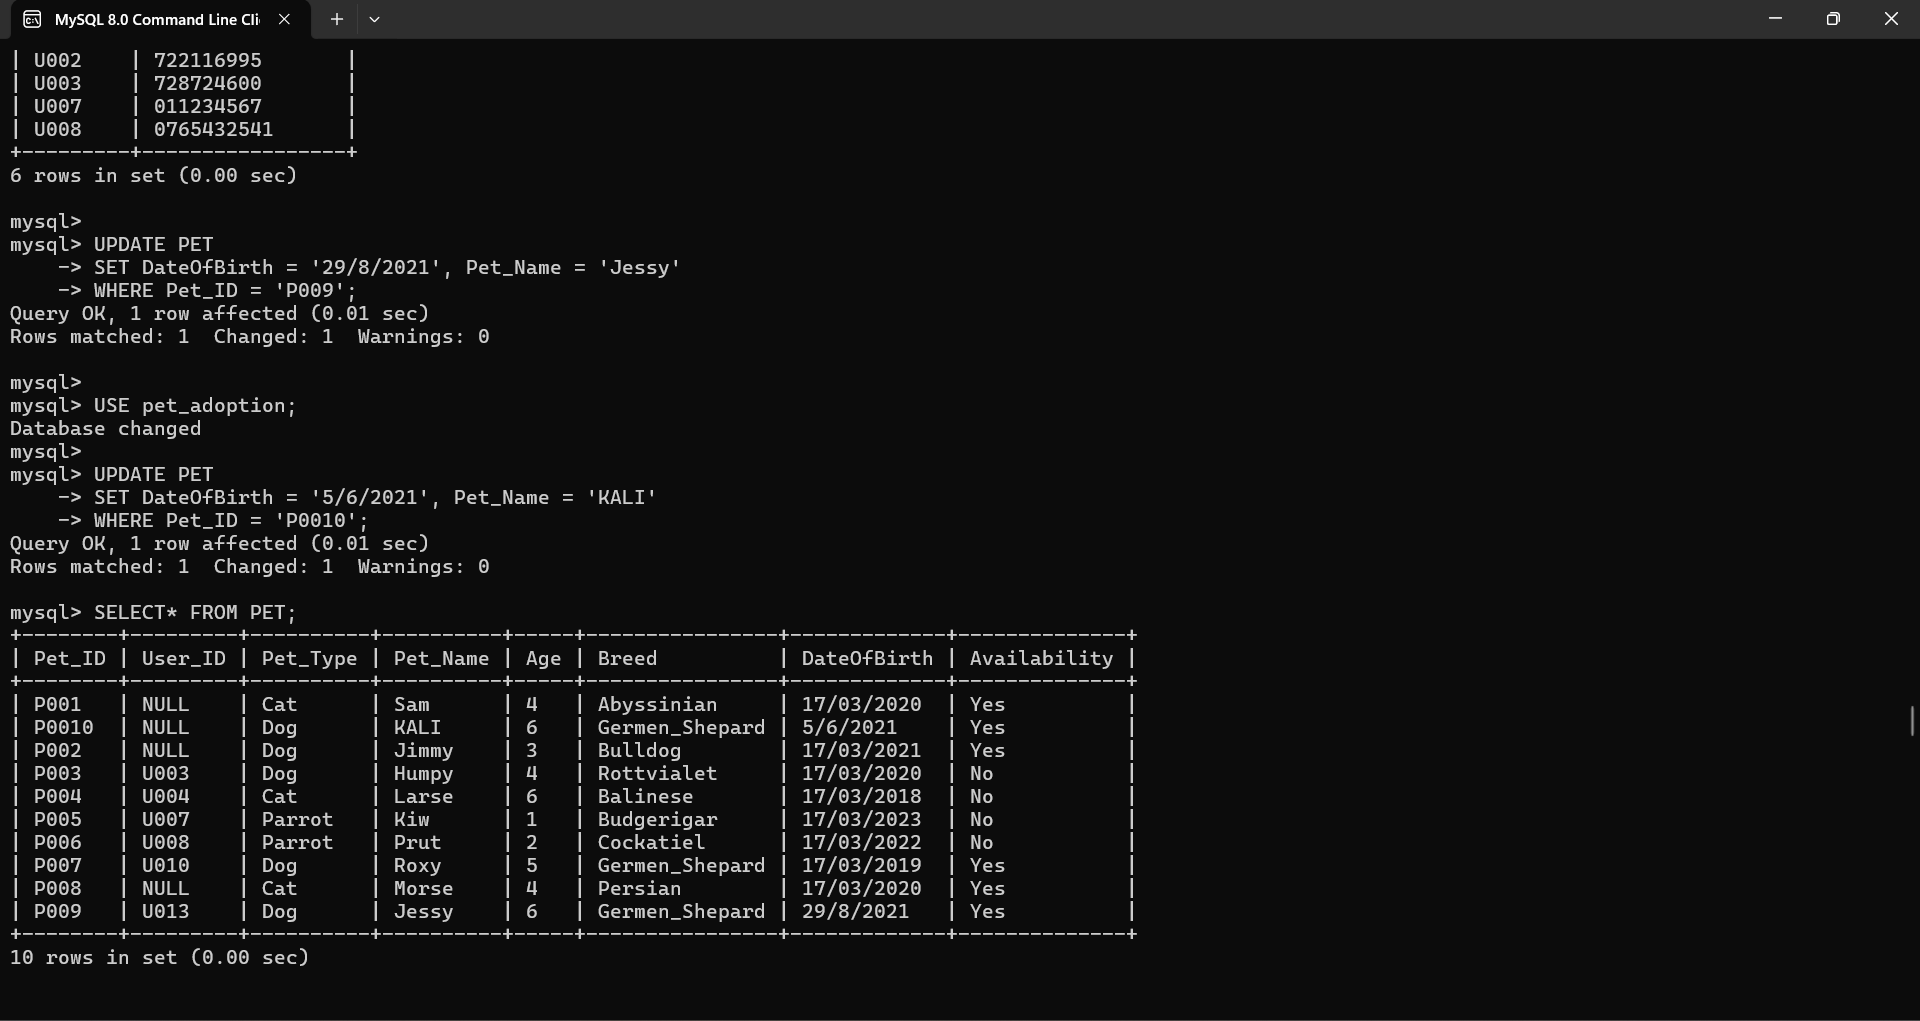 MySQL 8.0 Command Line Cli
| U002    | 722116995       |
| U003    | 728724600       |
| U007    | 011234567       |
| U008    | 0765432541      |
+---------+-----------------+
6 rows in set (0.00 sec)
mysql>
mysql> UPDATE PET
    -> SET DateOfBirth = '29/8/2021', Pet_Name = 'Jessy'
    -> WHERE Pet_ID = 'P009';
Query OK, 1 row affected (0.01 sec)
Rows matched: 1  Changed: 1  Warnings: 0
mysql>
mysql> USE pet_adoption;
Database changed
mysql>
mysql> UPDATE PET
    -> SET DateOfBirth = '5/6/2021', Pet_Name = 'KALI'
    -> WHERE Pet_ID = 'P0010';
Query OK, 1 row affected (0.01 sec)
Rows matched: 1  Changed: 1  Warnings: 0
mysql> SELECT* FROM PET;
+--------+---------+----------+----------+-----+----------------+-------------+--------------+
| Pet_ID | User_ID | Pet_Type | Pet_Name | Age | Breed          | DateOfBirth | Availability |
+--------+---------+----------+----------+-----+----------------+-------------+--------------+
| P001   | NULL    | Cat      | Sam      | 4   | Abyssinian     | 17/03/2020  | Yes          |
| P0010  | NULL    | Dog      | KALI     | 6   | Germen_Shepard | 5/6/2021    | Yes          |
| P002   | NULL    | Dog      | Jimmy    | 3   | Bulldog        | 17/03/2021  | Yes          |
| P003   | U003    | Dog      | Humpy    | 4   | Rottvialet     | 17/03/2020  | No           |
| P004   | U004    | Cat      | Larse    | 6   | Balinese       | 17/03/2018  | No           |
| P005   | U007    | Parrot   | Kiw      | 1   | Budgerigar     | 17/03/2023  | No           |
| P006   | U008    | Parrot   | Prut     | 2   | Cockatiel      | 17/03/2022  | No           |
| P007   | U010    | Dog      | Roxy     | 5   | Germen_Shepard | 17/03/2019  | Yes          |
| P008   | NULL    | Cat      | Morse    | 4   | Persian        | 17/03/2020  | Yes          |
| P009   | U013    | Dog      | Jessy    | 6   | Germen_Shepard | 29/8/2021   | Yes          |
+--------+---------+----------+----------+-----+----------------+-------------+--------------+
10 rows in set (0.00 sec)